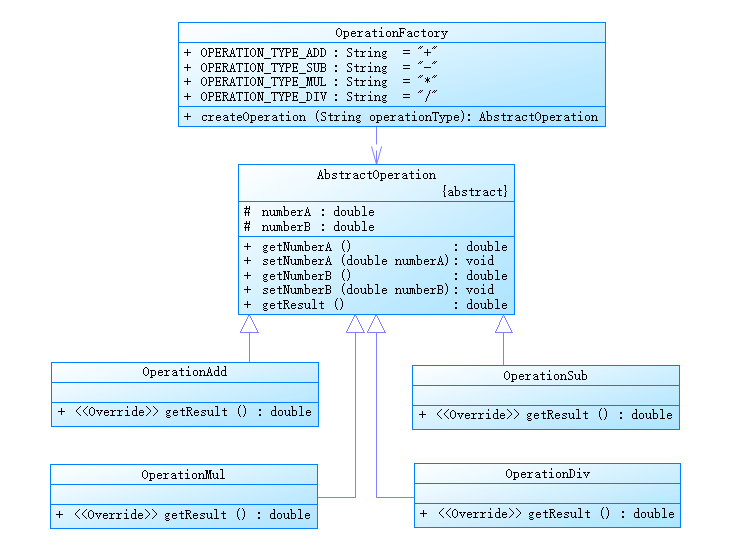 OperationFactory
+ OPERATION_TYPE_ADD : String = "+"
+ OPERATION_TYPE_SUB : String = "-"
+ OPERATION_TYPE_MUL : String = "*"
+ OPERATION_TYPE_DIV : String = "/"
+ createOperation (String operationType): AbstractOperation
AbstractOperation
{abstract}
# numberA : double
# numberB : double
+ getNumberA () : double
+ setNumberA (double numberA): void
+ getNumberB () : double
+ setNumberB (double numberB): void
+ getResult () : double
OperationAdd
+ <<Override>> getResult () : double
OperationSub
+ <<Override>> getResult () : double
OperationMul
+ <<Override>> getResult () : double
OperationDiv
+ <<Override>> getResult () : double